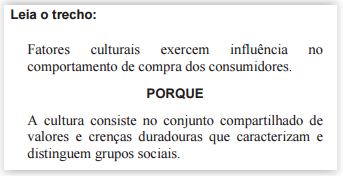 Leia o trecho:
Fatores culturais exercem influência no
comportamento de compra dos consumidores.
PORQUE
A cultura consiste no conjunto compartilhado de
valores e crenças duradouras que caracterizam e
distinguem grupos sociais.